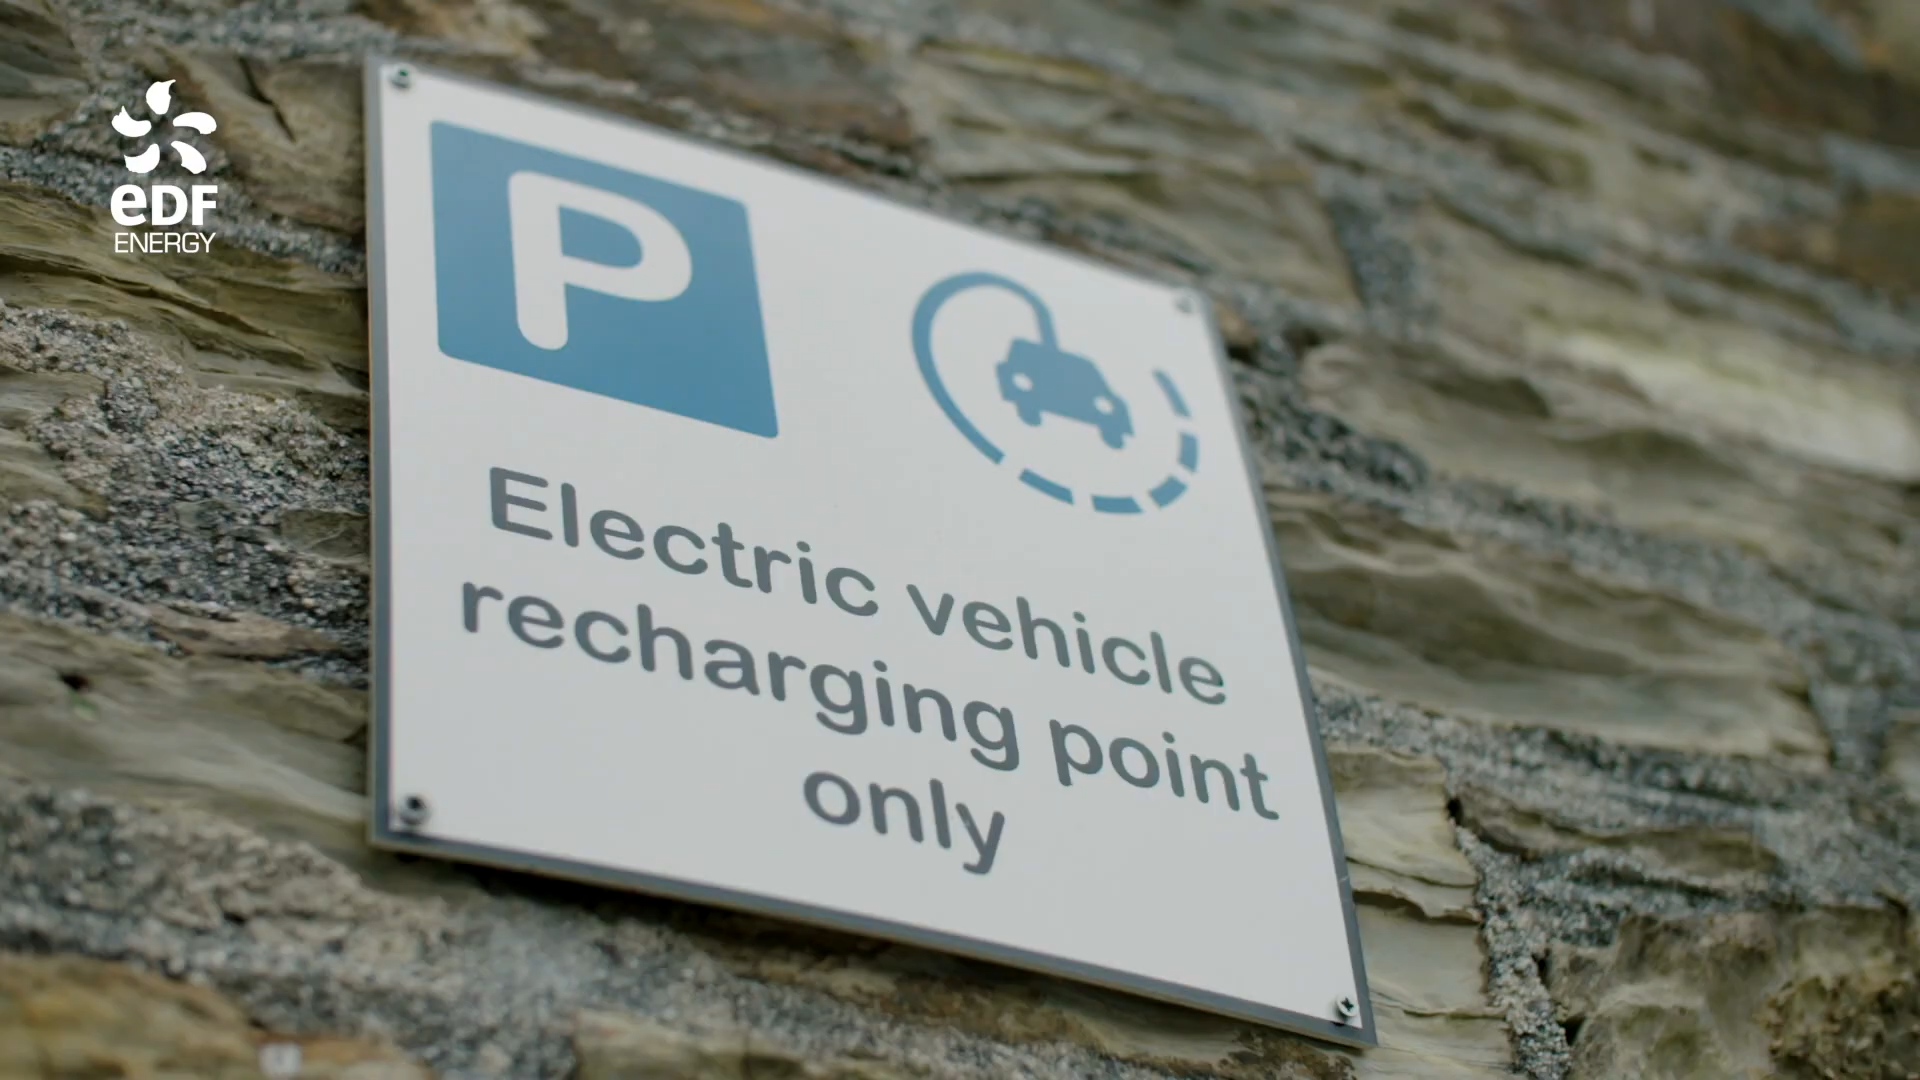 eDF
ENERGY
P
Electric vehicle
recharging point
only